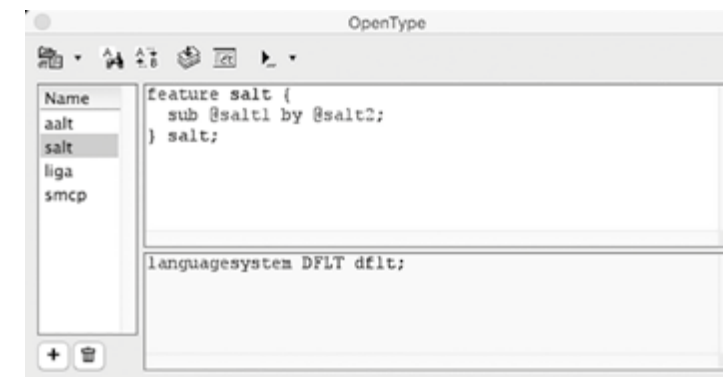 OpenType
Name
aalt
salt
liga
smcp
feature salt {
sub @salt1 by @salt2;
} salt;
languagesystem DFLT dflt;